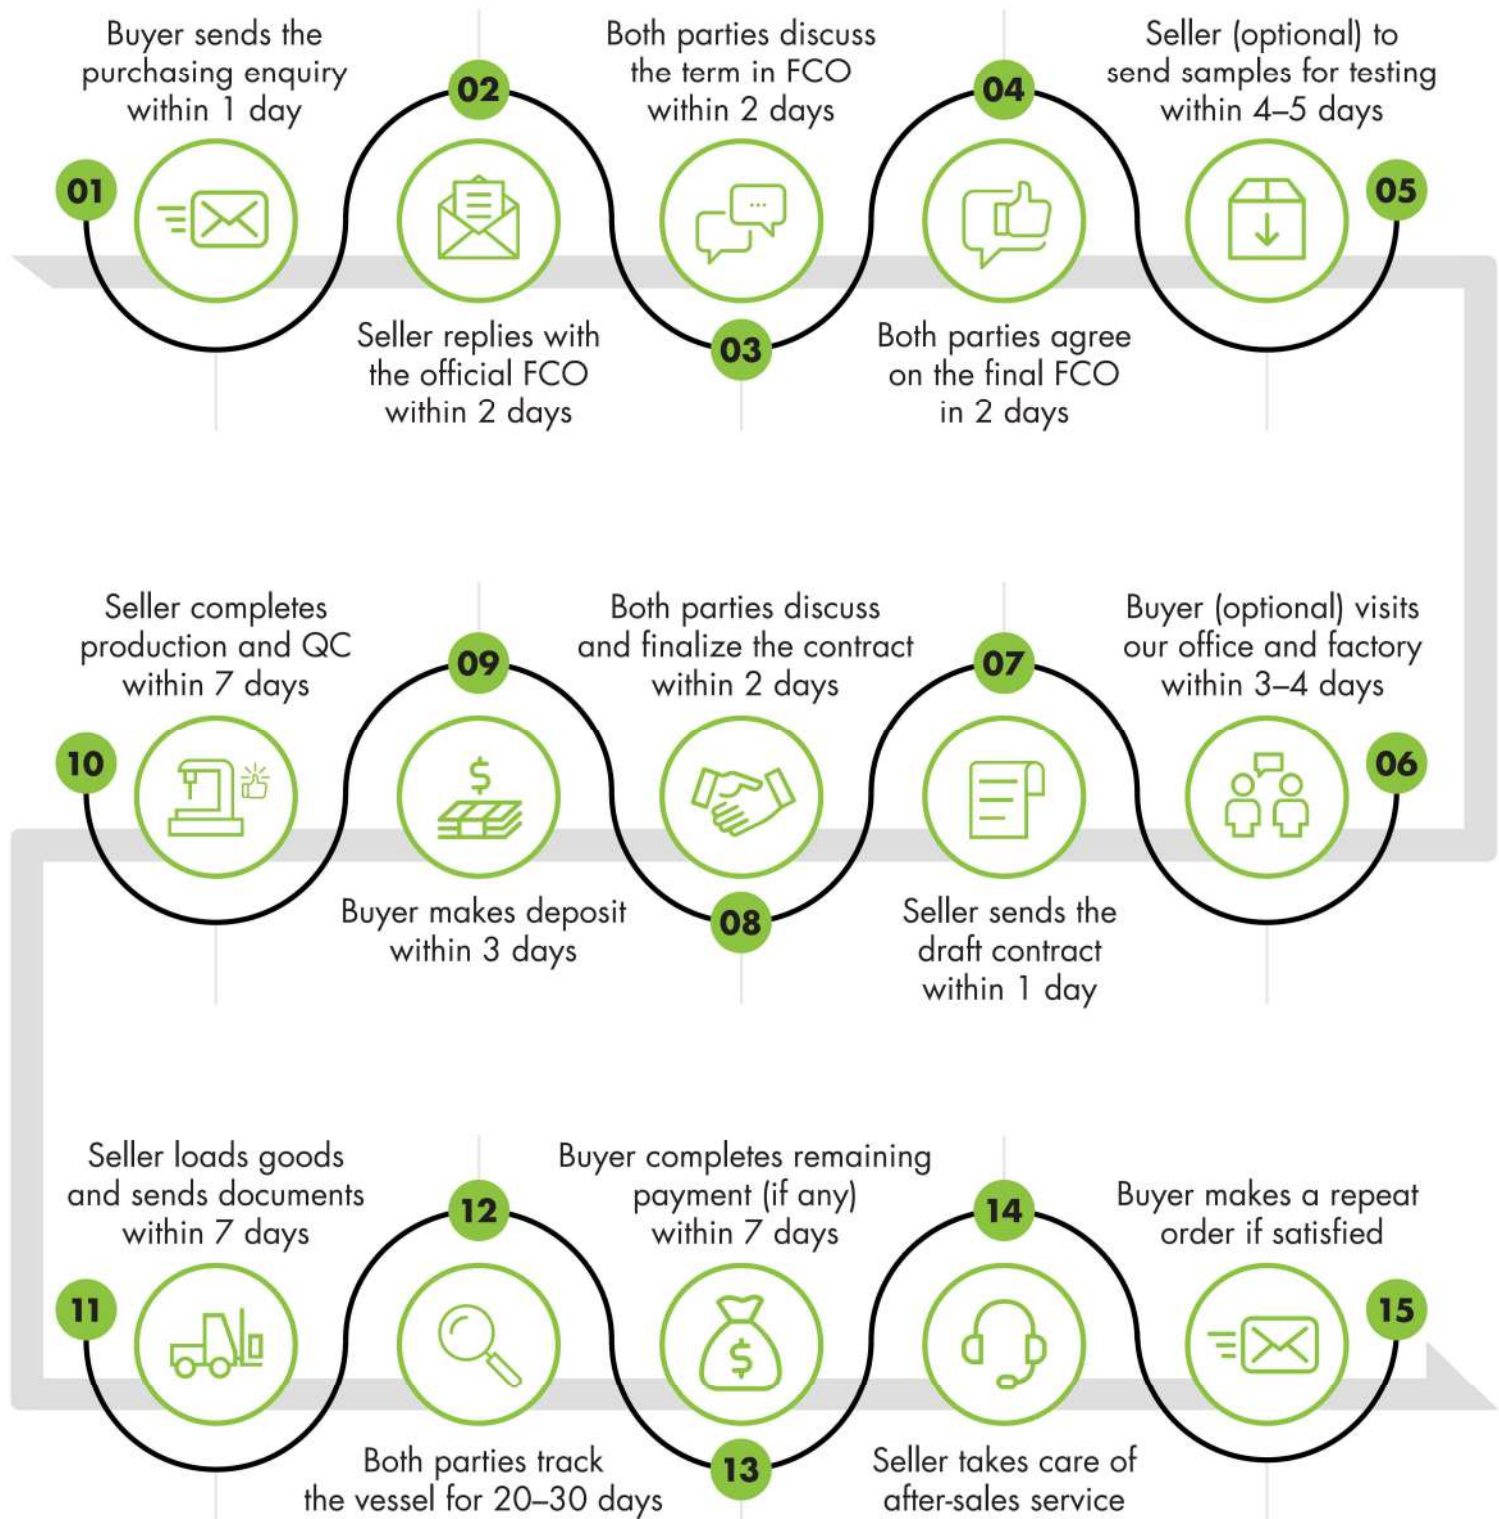 01
Buyer sends the
purchasing enquiry
within 1 day
02
Seller replies with
the official FCO
within 2 days
03
Both parties discuss
the term in FCO
within 2 days
04
Both parties agree
on the final FCO
in 2 days
05
Seller (optional) to
send samples for testing
within 4–5 days
06
Buyer (optional) visits
our office and factory
within 3–4 days
07
Seller sends the
draft contract
within 1 day
08
Both parties discuss
and finalize the contract
within 2 days
09
Buyer makes deposit
within 3 days
10
Seller completes
production and QC
within 7 days
11
Seller loads goods
and sends documents
within 7 days
12
Both parties track
the vessel for 20–30 days
13
Buyer completes remaining
payment (if any)
within 7 days
14
Seller takes care of
after-sales service
15
Buyer makes a repeat
order if satisfied